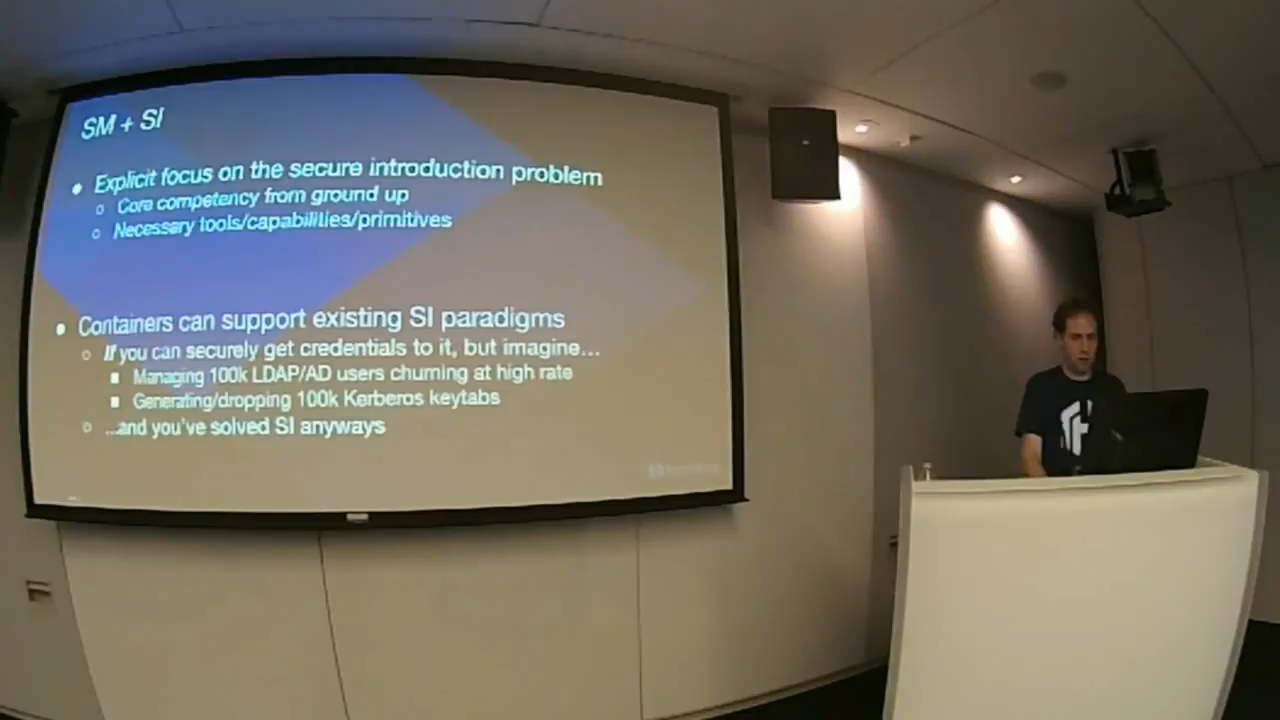 SM + SI
Explicit focus on the secure introduction problem
Core competency from ground up
Necessary tools/capabilities/primitives
Containers can support existing SI paradigms
If you can securely get credentials to it, but imagine...
Managing 100k LDAP/AD users churning at high rate
Generating/dropping 100k Kerberos keytabs
...and you've solved SI anyways